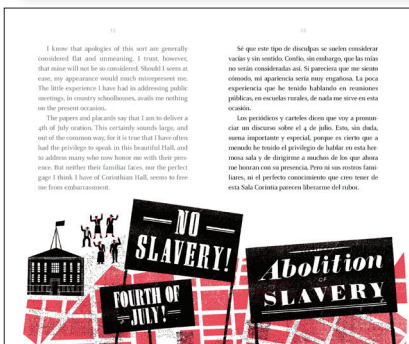 12
I know that apologies of this sort are generally
considered flat and unmeaning. I trust, however,
that mine will not be so considered. Should I seem at
ease, my appearance would much misrepresent me.
The little experience I have had in addressing public
meetings, in country schoolhouses, avails me nothing
on the present occasion.
The papers and placards say that I am to deliver a
4th of July oration. This certainly sounds large, and
out of the common way, for it is true that I have often
had the privilege to speak in this beautiful Hall, and
to address many who now honor me with their pres-
ence. But neither their familiar faces, nor the perfect
gage I think I have of Corinthian Hall, seems to free
me from embarrassment.
Sé que este tipo de disculpas se suelen considerar
vacías y sin sentido. Confío, sin embargo, que las mías
no serán consideradas así. Si pareciera que me siento
cómodo, mi apariencia sería muy engañosa. La poca
experiencia que he tenido hablando en reuniones
públicas, en escuelas rurales, de nada me sirve en esta
ocasión.
Los periódicos y carteles dicen que voy a pronun-
ciar un discurso sobre el 4 de julio. Esto, sin duda,
suena importante y especial, porque es cierto que a
menudo he tenido el privilegio de hablar en esta her-
mosa sala y de dirigirme a muchos de los que ahora
me honran con su presencia. Pero ni sus rostros fami-
liares, ni el perfecto conocimiento que creo tener de
esta Sala Corintia parecen liberarme del rubor.
NO
SLAVERY!
FOURTH OF
JULY!
Abolition
OF
SLAVERY